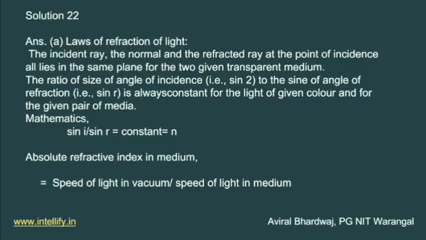 Solution 22
Ans. (a) Laws of refraction of light:
The incident ray, the normal and the refracted ray at the point of incidence
all lies in the same plane for the two given transparent medium.
The ratio of size of angle of incidence (i.e., sin 2) to the sine of angle of
refraction (i.e., sin r) is alwaysconstant for the light of given colour and for
the given pair of media.
Mathematics,
sin i/sin r = constant= n
Absolute refractive index in medium,
= Speed of light in vacuum/ speed of light in medium
www.intellify.in
Aviral Bhardwaj, PG NIT Warangal